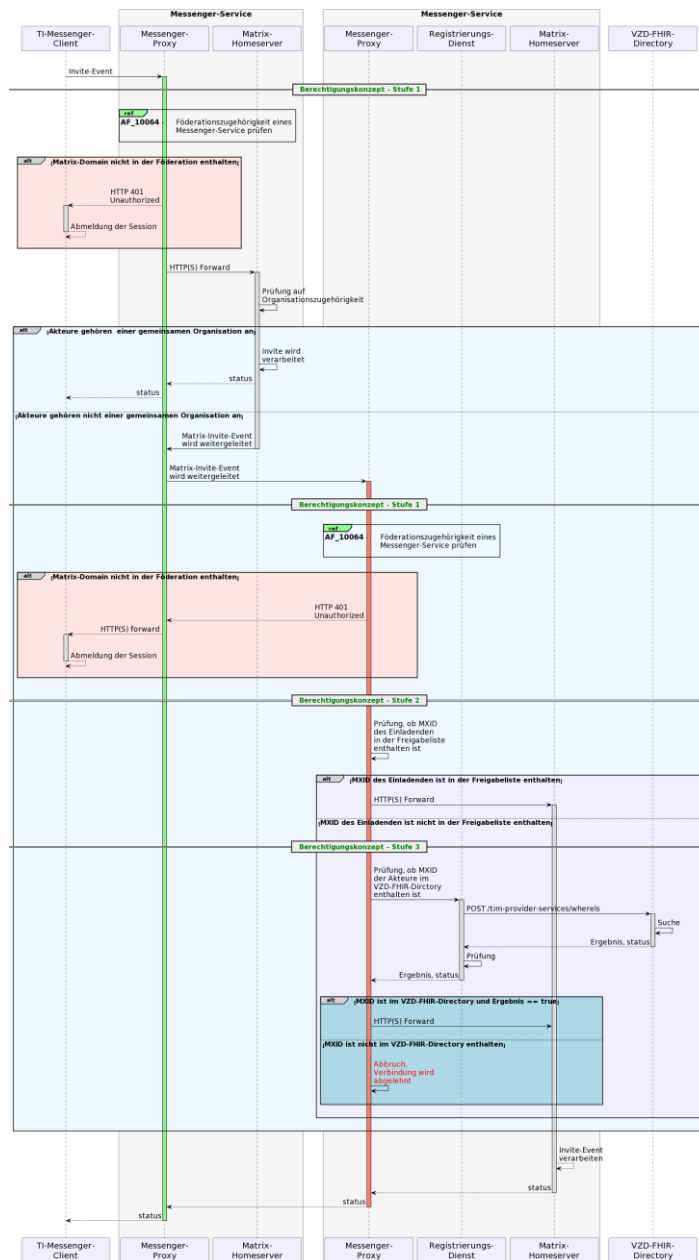 Messenger-Service
Messenger-Service
TI-Messenger-
Client
Messenger-
Proxy
Matrix-
Homeserver
Messenger-
Proxy
Registrierungs-
Dienst
Matrix-
Homeserver
VZD-FHIR-
Directory
Invite-Event
Berechtigungskonzept - Stufe 1
ref
AF_10064 - Föderationszugehörigkeit eines
Messenger-Service prüfen
alt [Matrix-Domain nicht in der Föderation enthalten]
HTTP 401
Unauthorized
Abmeldung der Session
HTTP(S) Forward
Prüfung auf
Organisationszugehörigkeit
alt [Akteure gehören einer gemeinsamen Organisation an]
Invite wird
verarbeitet
status
status
[Akteure gehören nicht einer gemeinsamen Organisation an]
Matrix-Invite-Event
wird weitergeleitet
Matrix-Invite-Event
wird weitergeleitet
Berechtigungskonzept - Stufe 1
ref
AF_10064 - Föderationszugehörigkeit eines
Messenger-Service prüfen
alt [Matrix-Domain nicht in der Föderation enthalten]
HTTP 401
Unauthorized
HTTP(S) forward
Abmeldung der Session
Berechtigungskonzept - Stufe 2
Prüfung, ob MXID
des Einladenden
in der Freigabeliste
enthalten ist
alt [MXID des Einladenden ist in der Freigabeliste enthalten]
HTTP(S) Forward
[MXID des Einladenden ist nicht in der Freigabeliste enthalten]
Berechtigungskonzept - Stufe 3
Prüfung, ob MXID
der Akteure im
VZD-FHIR-Dirctory
enthalten ist
POST /tim-provider-services/whereIs
Suche
Ergebnis, status
Prüfung
Ergebnis, status
alt [MXID ist im VZD-FHIR-Directory und Ergebnis == true]
HTTP(S) Forward
[MXID ist nicht im VZD-FHIR-Directory enthalten]
Abbruch,
Verbindung wird
abgelehnt
Invite-Event
verarbeiten
status
status
status
TI-Messenger-
Client
Messenger-
Proxy
Matrix-
Homeserver
Messenger-
Proxy
Registrierungs-
Dienst
Matrix-
Homeserver
VZD-FHIR-
Directory